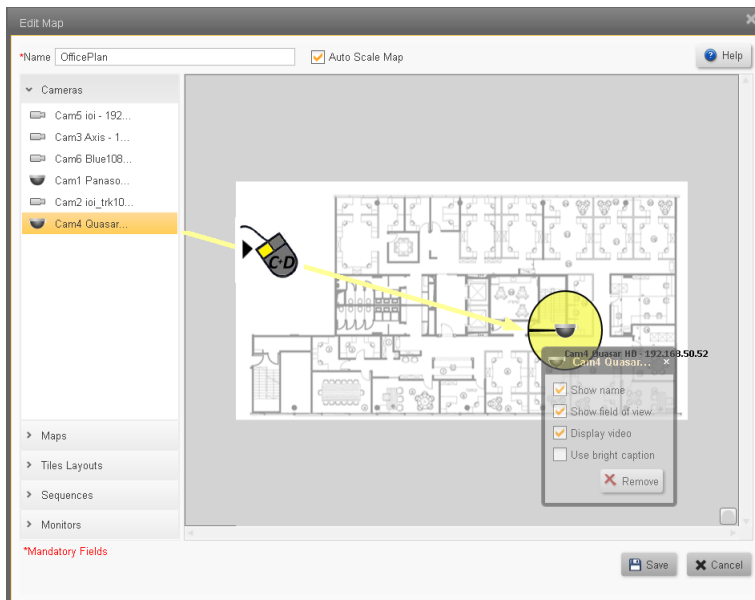 Edit Map
*Name OfficePlan Auto Scale Map Help
Cameras
Cam5 ioi - 192...
Cam3 Axis - 1...
Cam6 Blue108...
Cam1 Panaso...
Cam2 ioi_trk10...
Cam4 Quasar...
C+D
Cam4 Quasar HD - 192.168.50.52
Cam4 Quasar...
Show name
Show field of view
Display video
Use bright caption
Remove
Maps
Tiles Layouts
Sequences
Monitors
*Mandatory Fields
Save Cancel